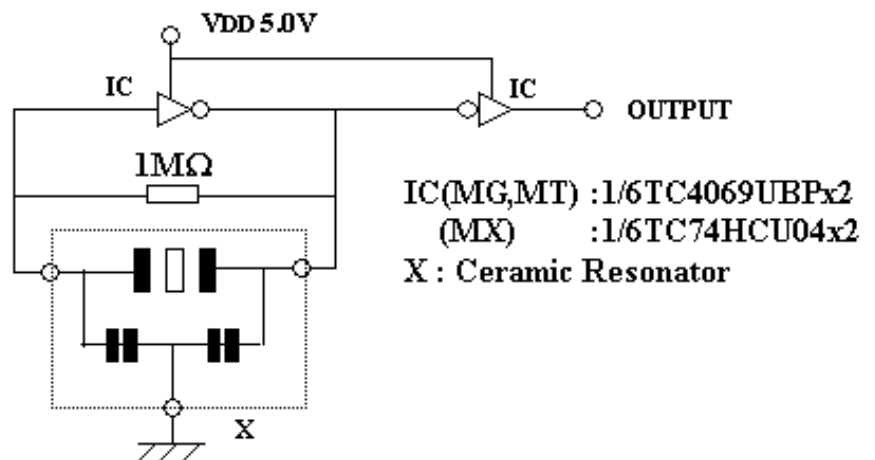 VDD 5.0V
IC
IC
OUTPUT
1MΩ
IC(MG,MT) :1/6TC4069UBPx2
(MX) :1/6TC74HCU04x2
X : Ceramic Resonator
X